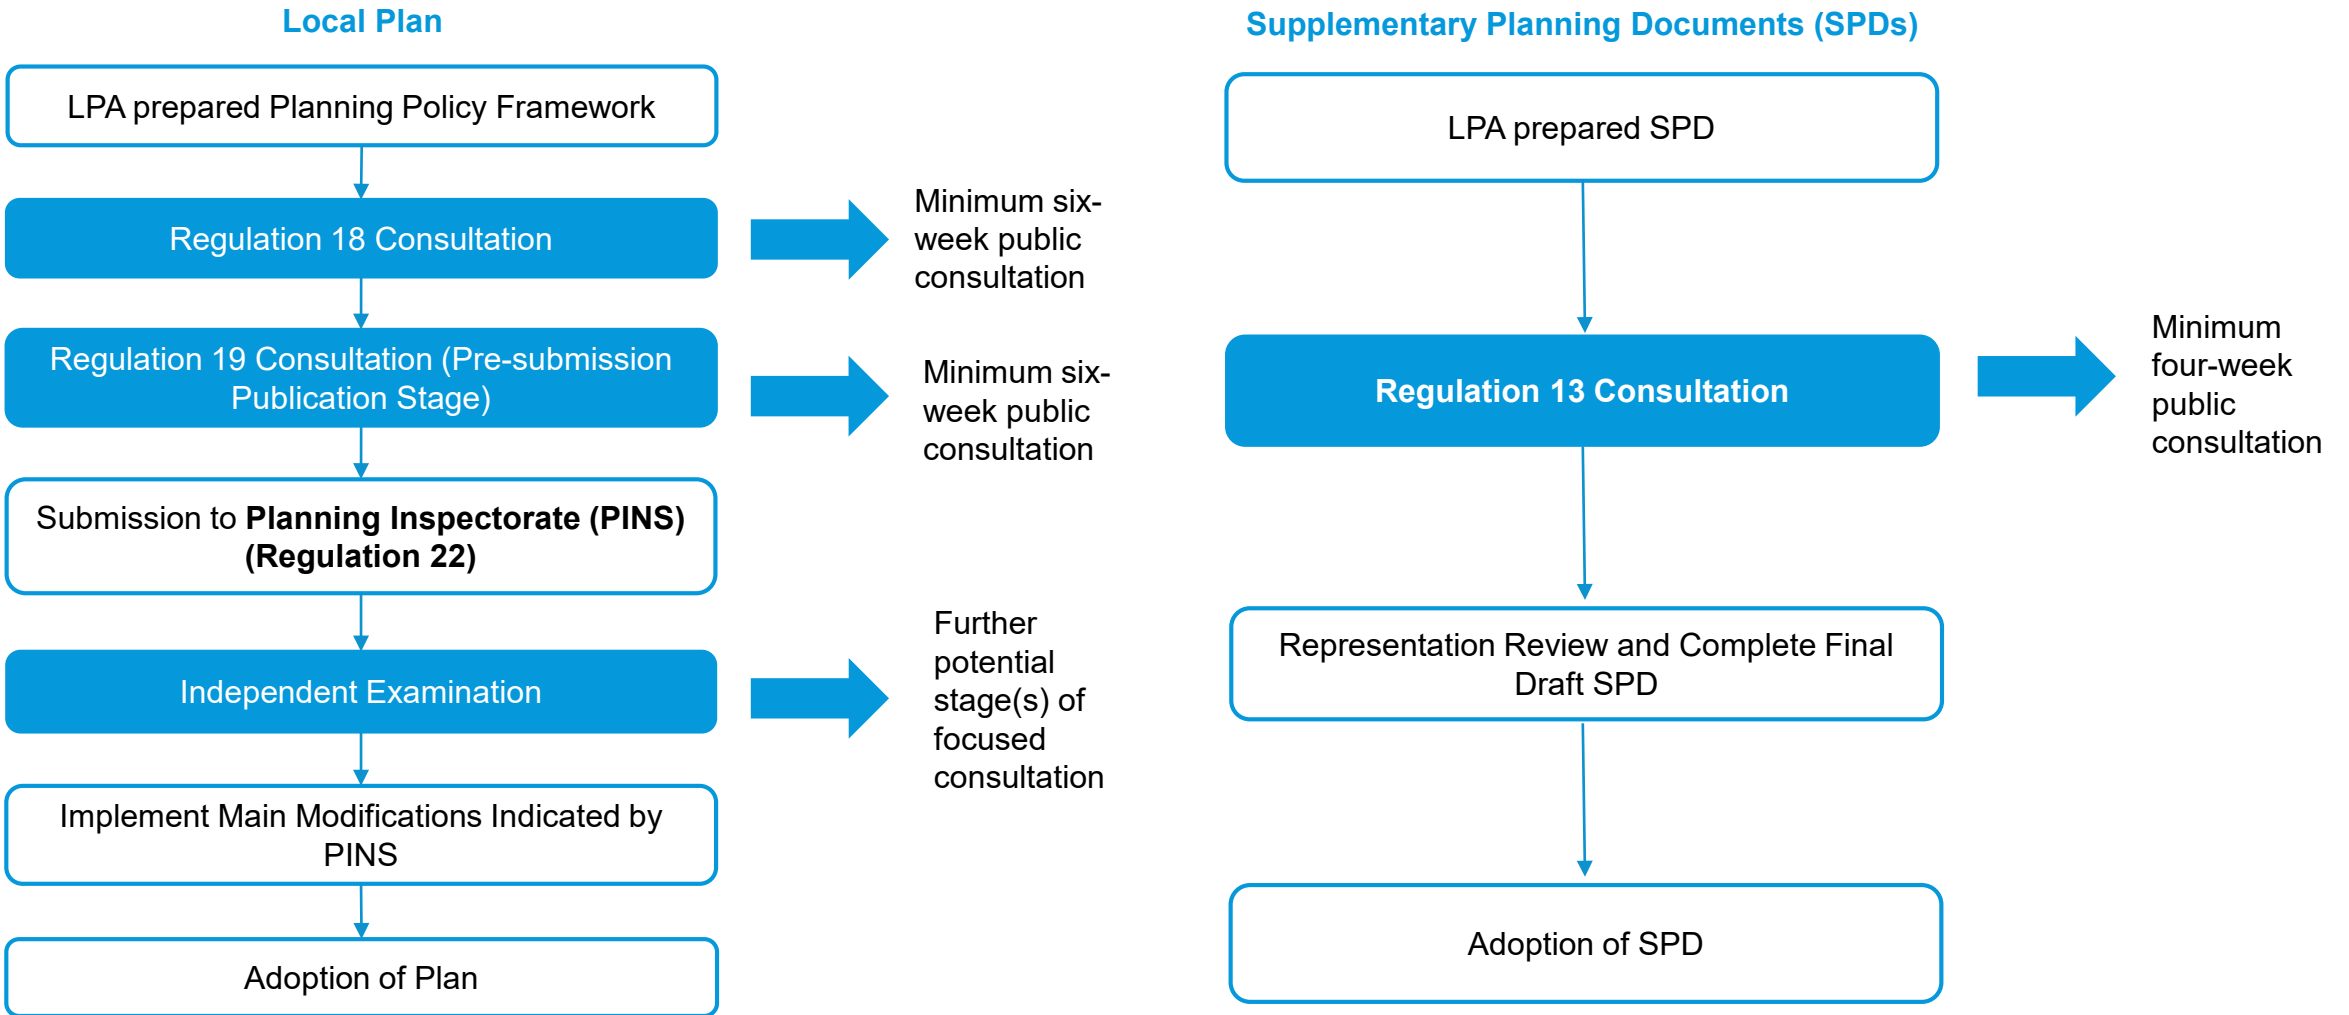 Local Plan
LPA prepared Planning Policy Framework
Regulation 18 Consultation
Minimum six-
week public
consultation
Regulation 19 Consultation (Pre-submission
Publication Stage)
Minimum six-
week public
consultation
Submission to Planning Inspectorate (PINS)
(Regulation 22)
Independent Examination
Further
potential
stage(s) of
focused
consultation
Implement Main Modifications Indicated by
PINS
Adoption of Plan
Supplementary Planning Documents (SPDs)
LPA prepared SPD
Regulation 13 Consultation
Minimum
four-week
public
consultation
Representation Review and Complete Final
Draft SPD
Adoption of SPD